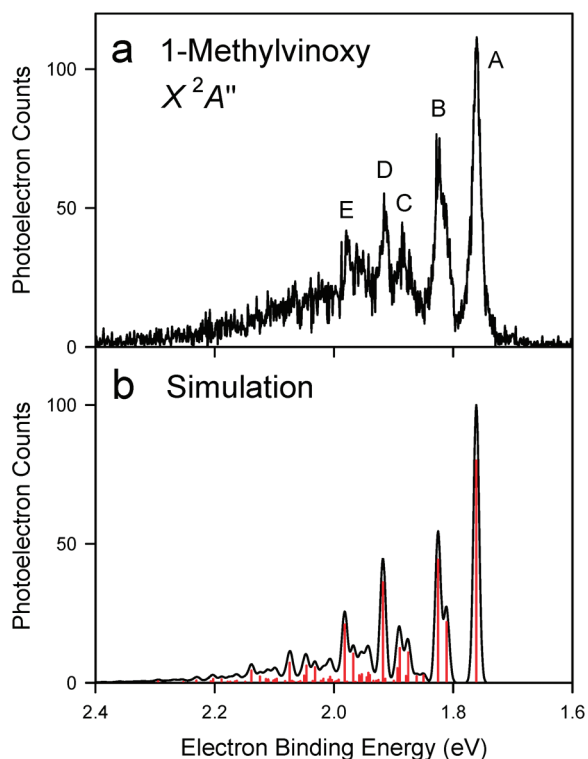 a 1-Methylvinoxy
X ²A"
A
B
C
D
E
Photoelectron Counts
100
50
0
b Simulation
Photoelectron Counts
100
50
0
2.4 2.2 2.0 1.8 1.6
Electron Binding Energy (eV)